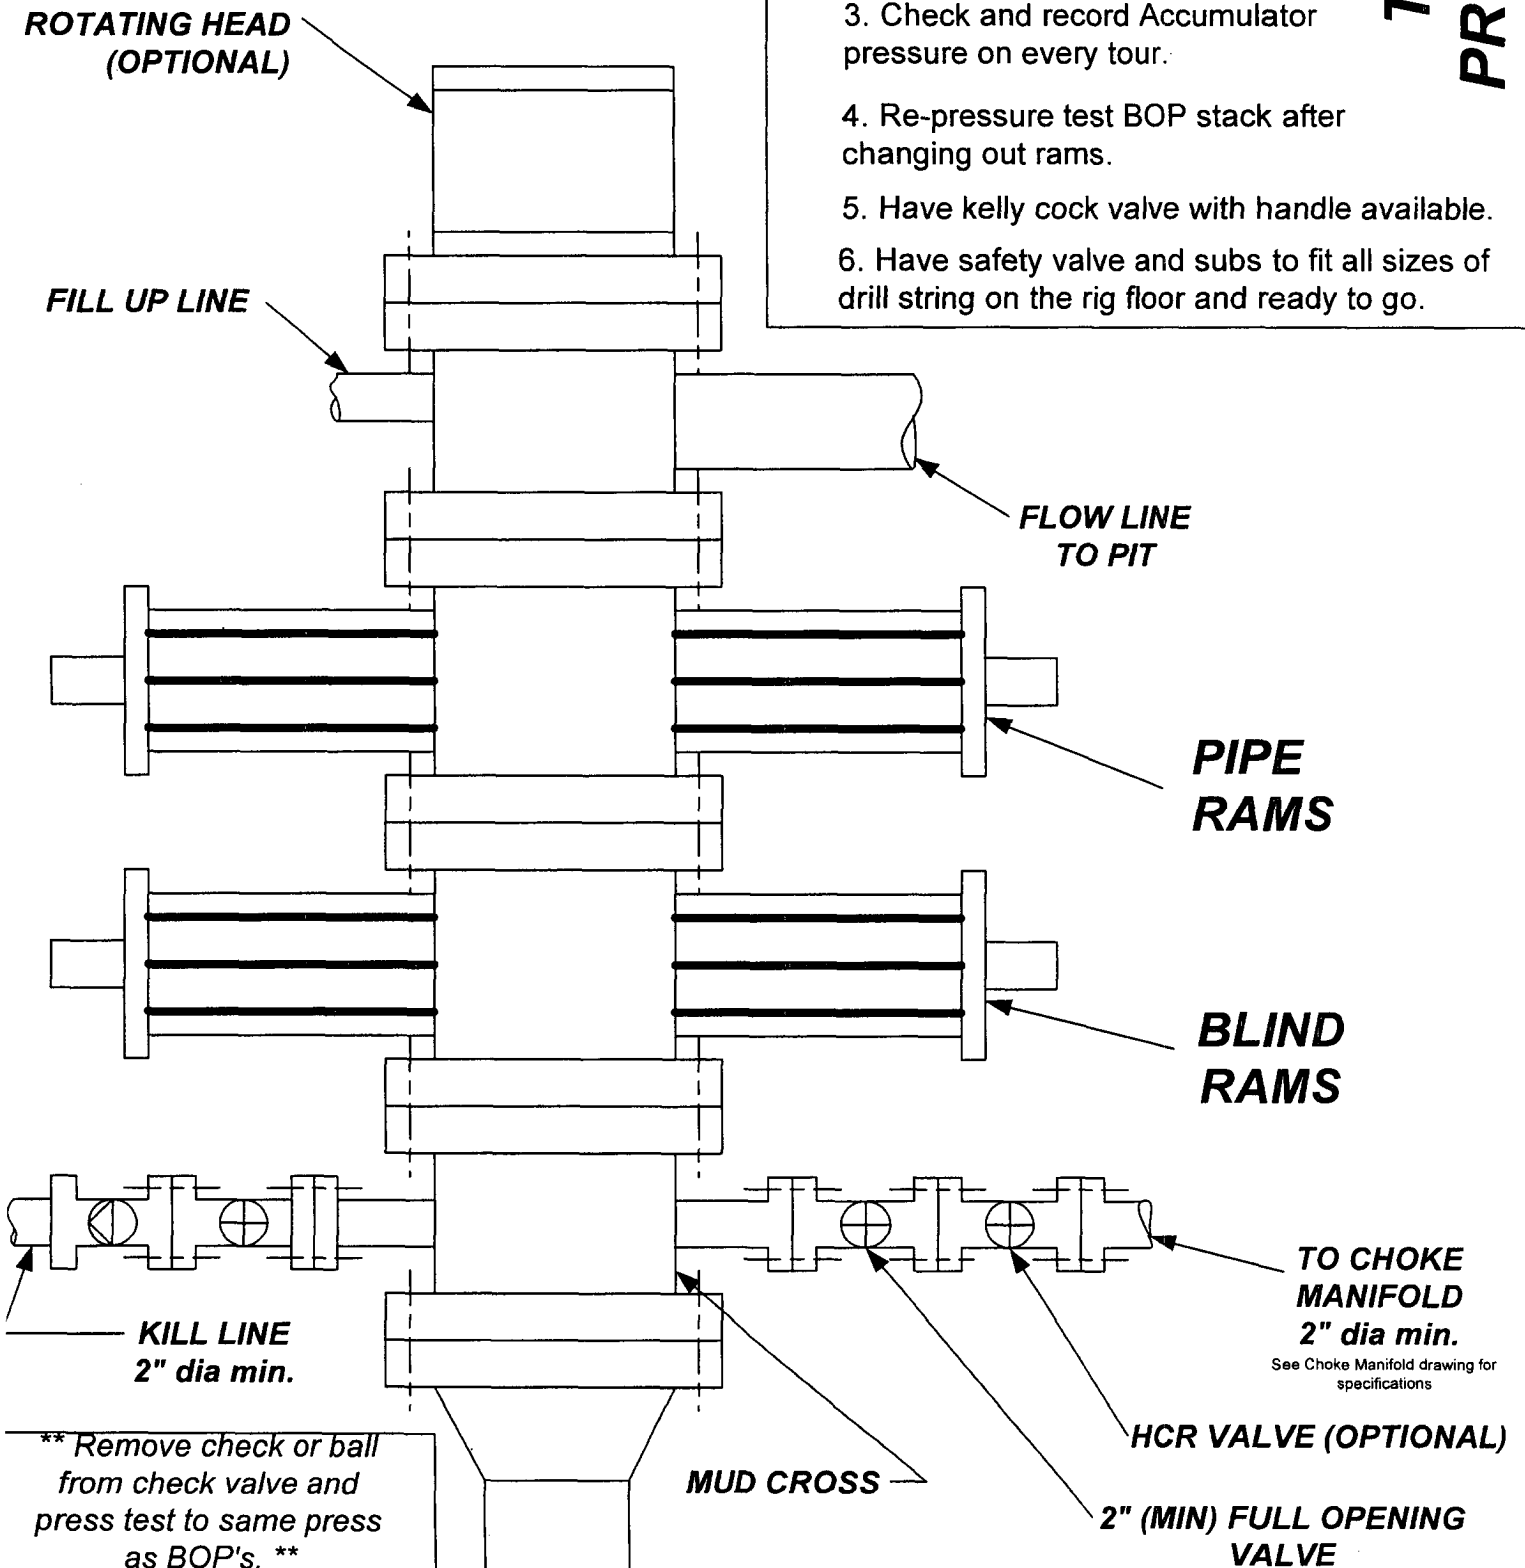 ROTATING HEAD
(OPTIONAL)
3. Check and record Accumulator
pressure on every tour.
4. Re-pressure test BOP stack after
changing out rams.
5. Have kelly cock valve with handle available.
6. Have safety valve and subs to fit all sizes of
drill string on the rig floor and ready to go.
PR
FILL UP LINE
FLOW LINE
TO PIT
PIPE
RAMS
BLIND
RAMS
KILL LINE
2" dia min.
TO CHOKE
MANIFOLD
2" dia min.
See Choke Manifold drawing for
specifications
HCR VALVE (OPTIONAL)
MUD CROSS
2" (MIN) FULL OPENING
VALVE
** Remove check or ball
from check valve and
press test to same press
as BOP's. **